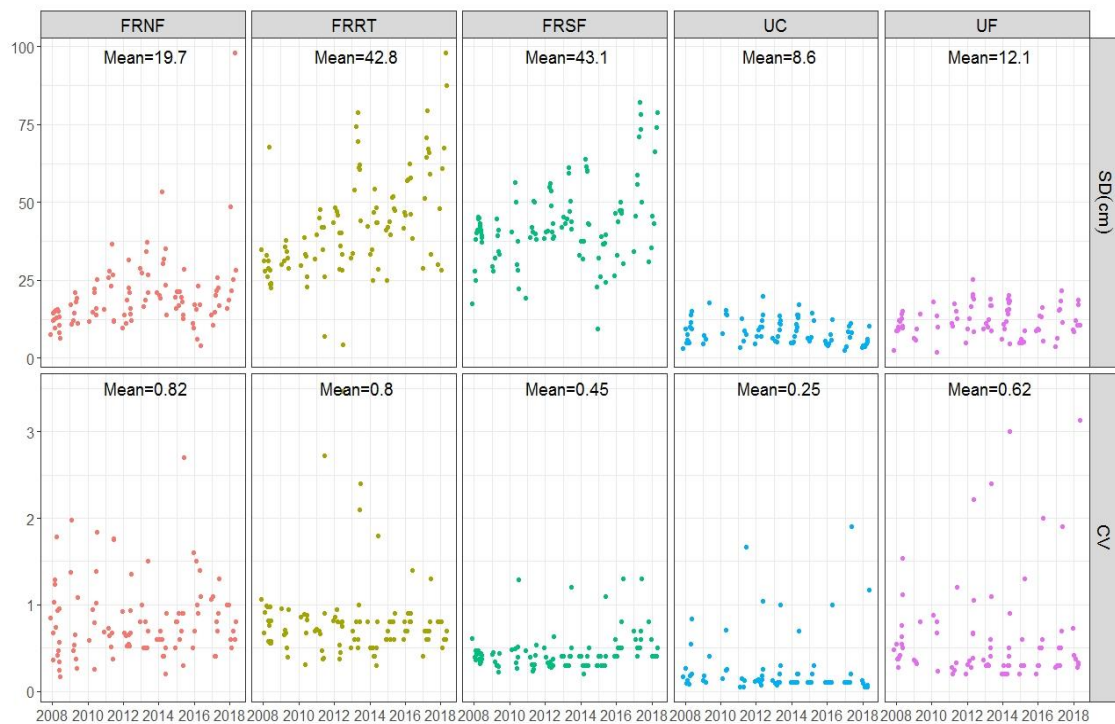 FRNF FRRT FRSF UC UF
Mean=19.7 Mean=42.8 Mean=43.1 Mean=8.6 Mean=12.1
100
75
50
25
0
SD(cm)
Mean=0.82 Mean=0.8 Mean=0.45 Mean=0.25 Mean=0.62
3
2
1
0
CV
2008 2010 2012 2014 2016 2018 2008 2010 2012 2014 2016 2018 2008 2010 2012 2014 2016 2018 2008 2010 2012 2014 2016 2018 2008 2010 2012 2014 2016 2018